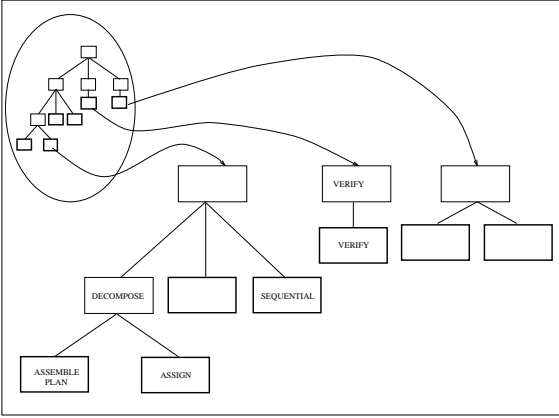 VERIFY
VERIFY
DECOMPOSE
SEQUENTIAL
ASSEMBLE
PLAN
ASSIGN